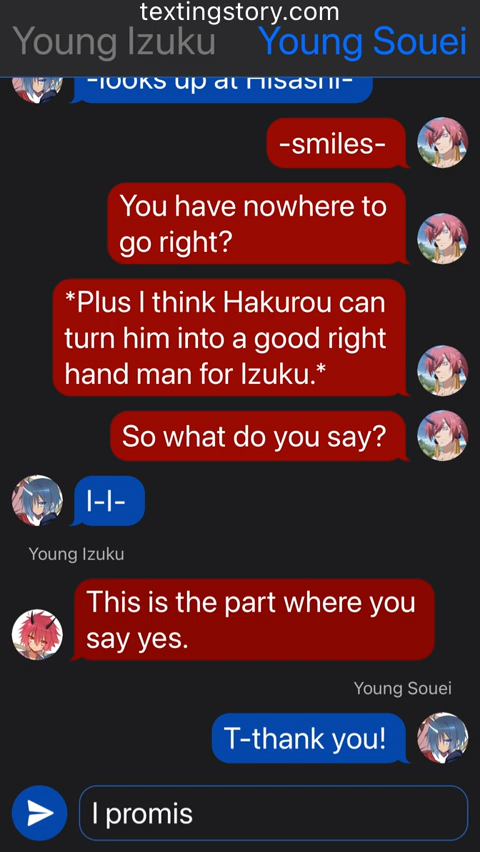 textingstory.com
Young Izuku Young Souei
-looks up at Hisashi-
-smiles-
You have nowhere to
go right?
*Plus I think Hakurou can
turn him into a good right
hand man for Izuku.*
So what do you say?
I-I-
Young Izuku
This is the part where you
say yes.
Young Souei
T-thank you!
I promis